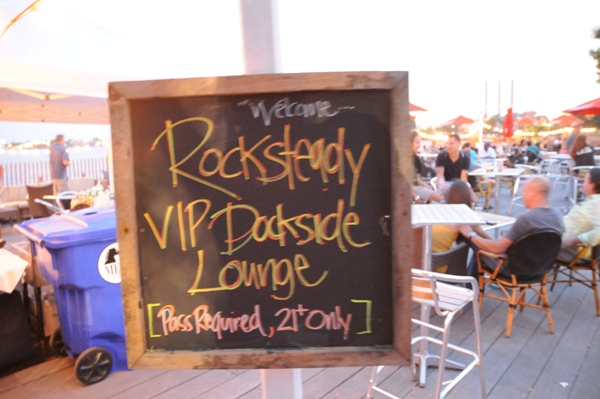 ~Welcome~
Rocksteady
VIP Dockside
Lounge
[Pass Required, 21+ Only]